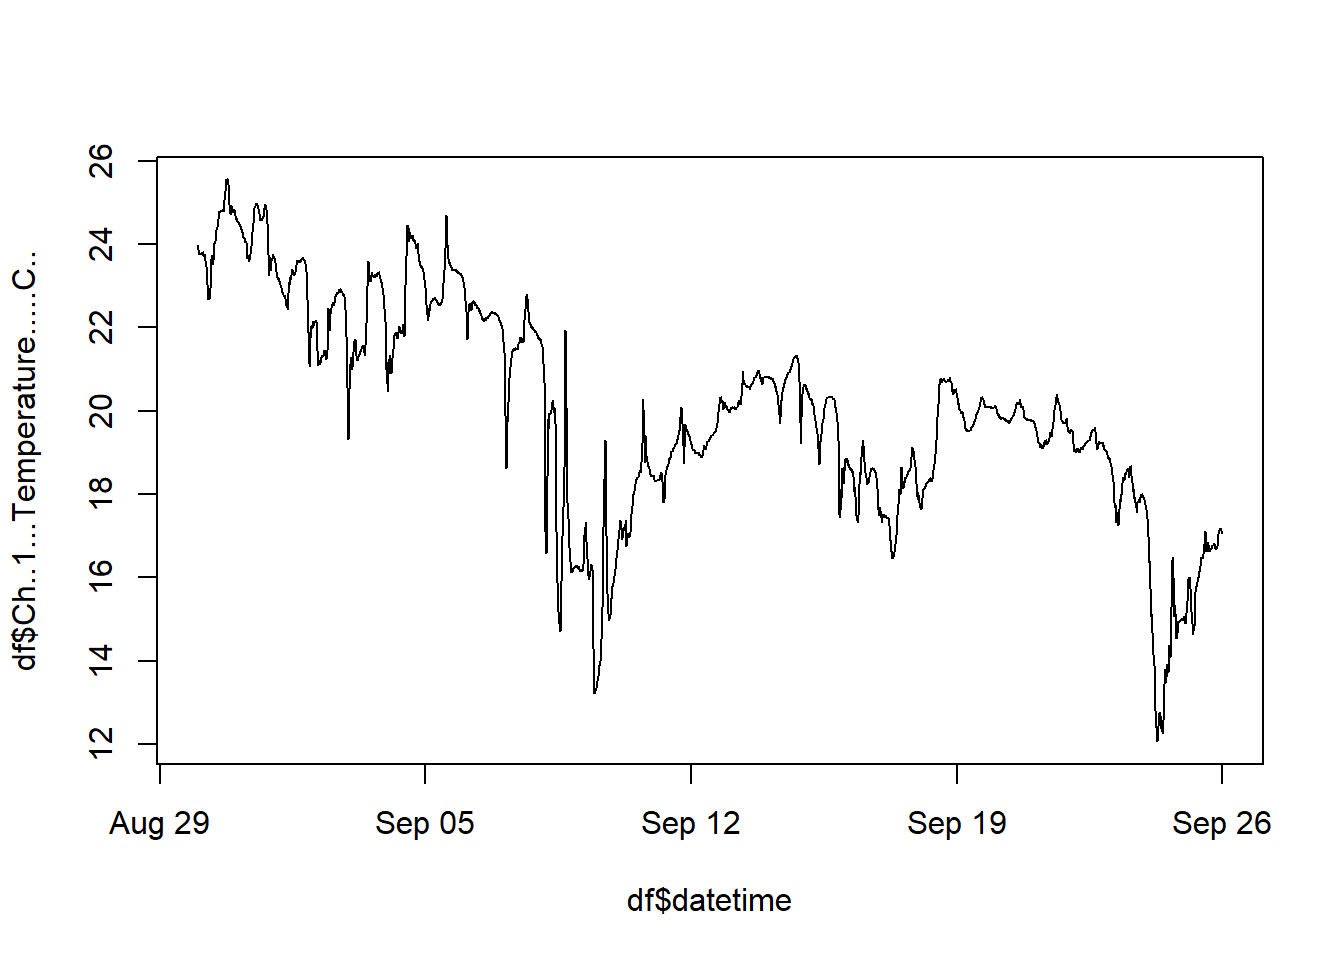 df$Ch..1...Temperature.....C..
26
24
22
20
18
16
14
12
Aug 29 Sep 05 Sep 12 Sep 19 Sep 26
df$datetime